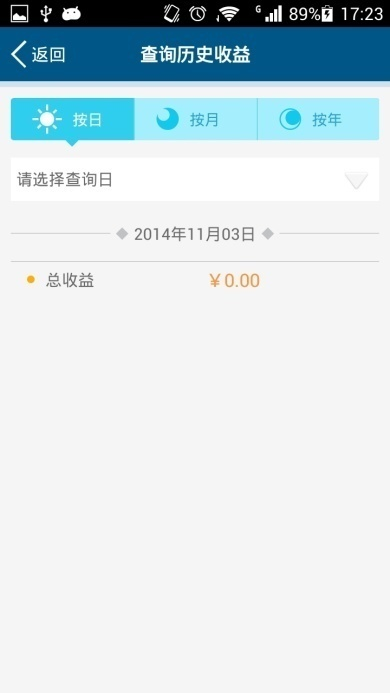 G 89% 17:23
返回 查询历史收益
按日 按月 按年
请选择查询日
2014年11月03日
总收益 ￥0.00